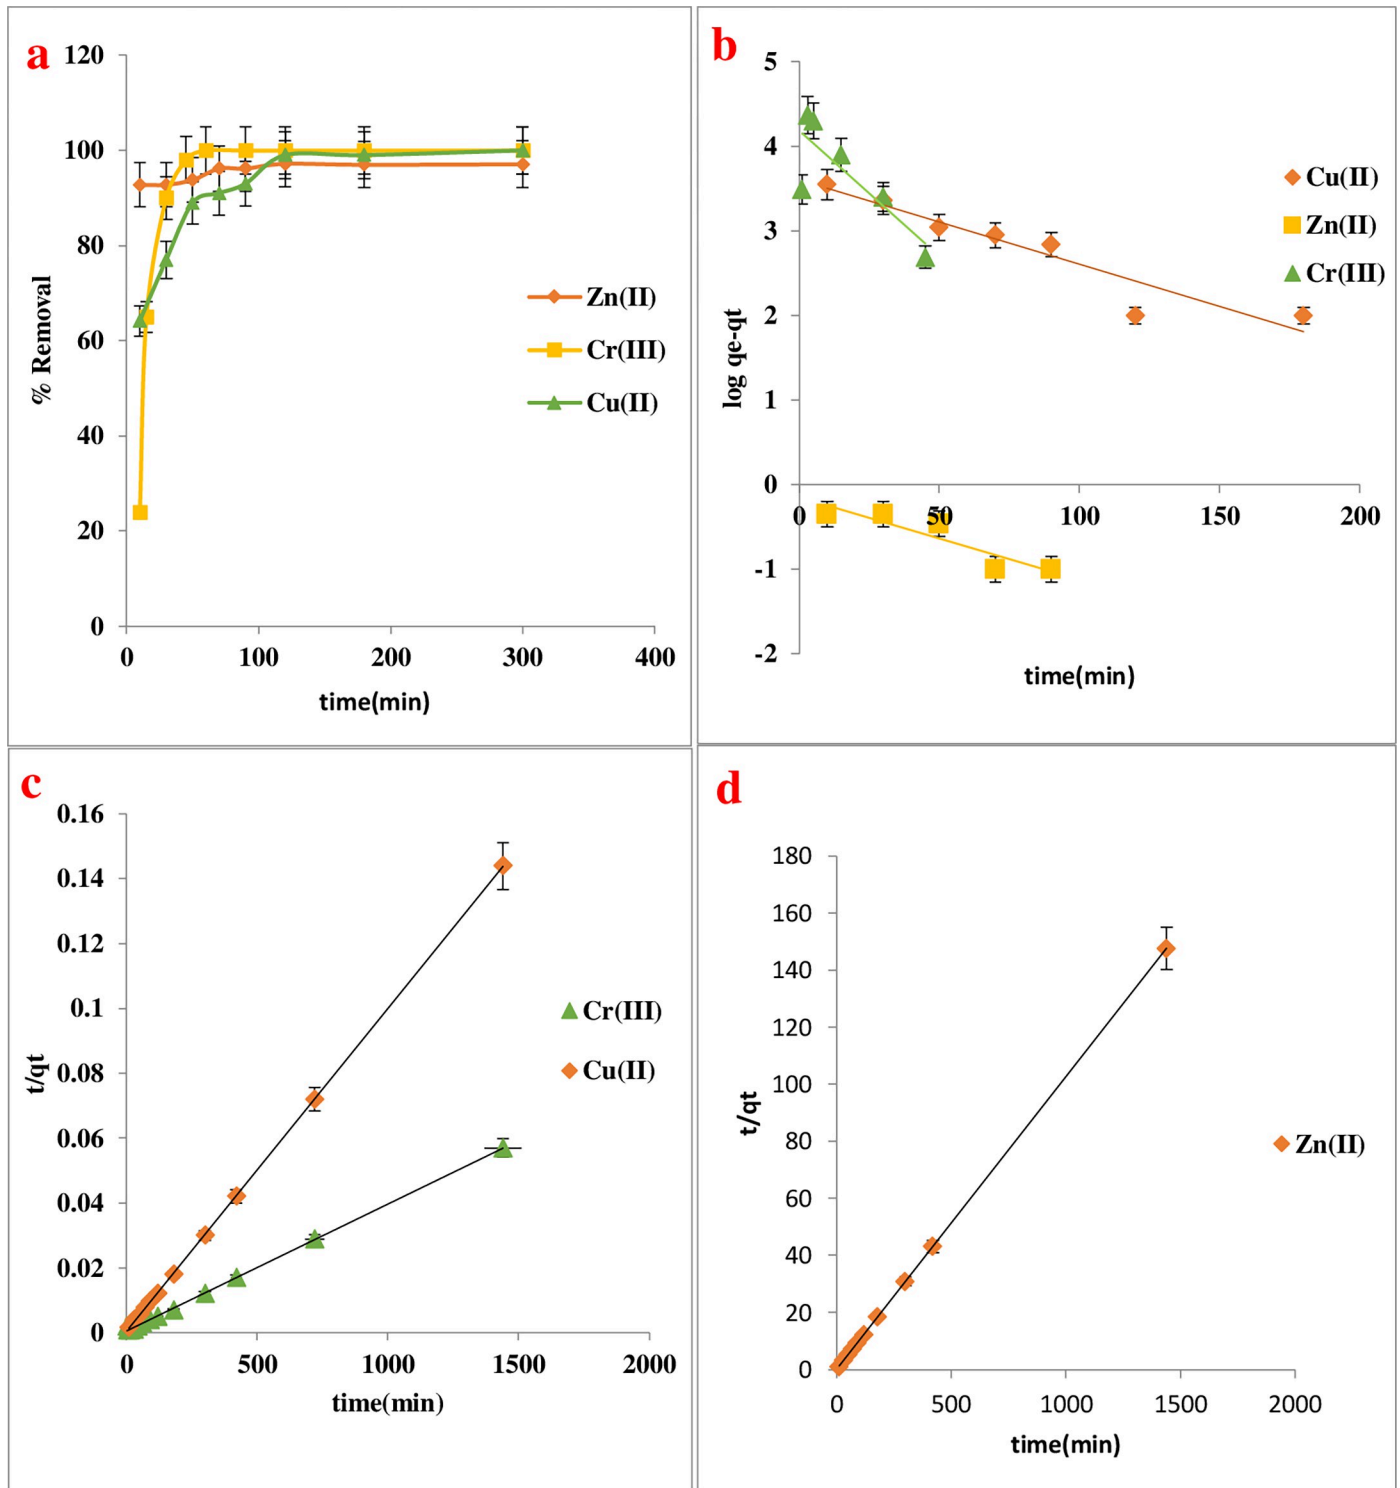 a
120
100
80
60
40
20
0
% Removal
0 100 200 300 400
time(min)
Zn(II)
Cr(III)
Cu(II)
b
5
4
3
2
1
0
-1
-2
log qe-qt
0 50 100 150 200
time(min)
Cu(II)
Zn(II)
Cr(III)
c
0.16
0.14
0.12
0.1
0.08
0.06
0.04
0.02
0
t/qt
0 500 1000 1500 2000
time(min)
Cr(III)
Cu(II)
d
180
160
140
120
100
80
60
40
20
0
t/qt
0 500 1000 1500 2000
time(min)
Zn(II)